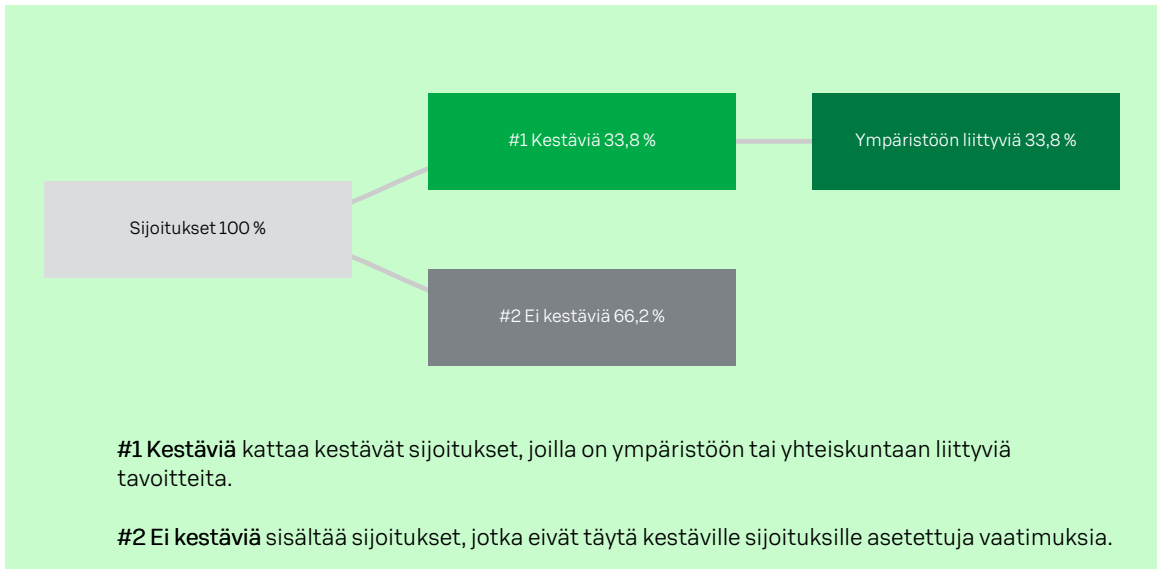 #1 Kestäviä 33,8 %
Ympäristöön liittyviä 33,8 %
Sijoitukset 100 %
#2 Ei kestäviä 66,2 %
#1 Kestäviä kattaa kestävät sijoitukset, joilla on ympäristöön tai yhteiskuntaan liittyviä
tavoitteita.
#2 Ei kestäviä sisältää sijoitukset, jotka eivät täytä kestäville sijoituksille asetettuja vaatimuksia.